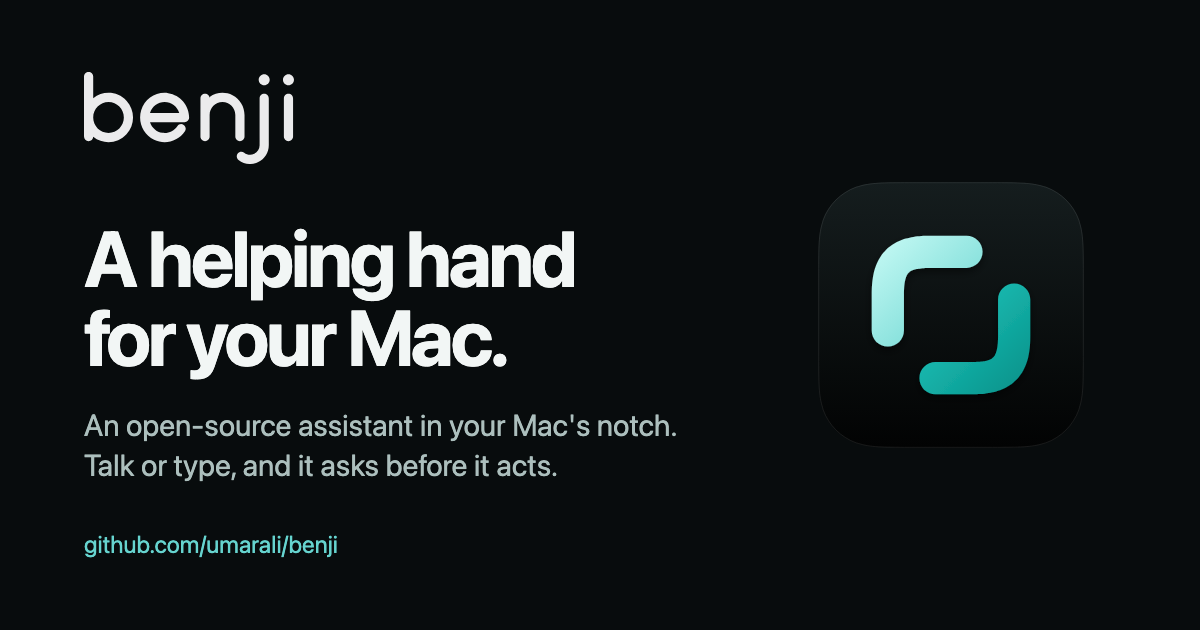 benji
A helping hand
for your Mac.
An open-source assistant in your Mac's notch.
Talk or type, and it asks before it acts.
github.com/umarali/benji